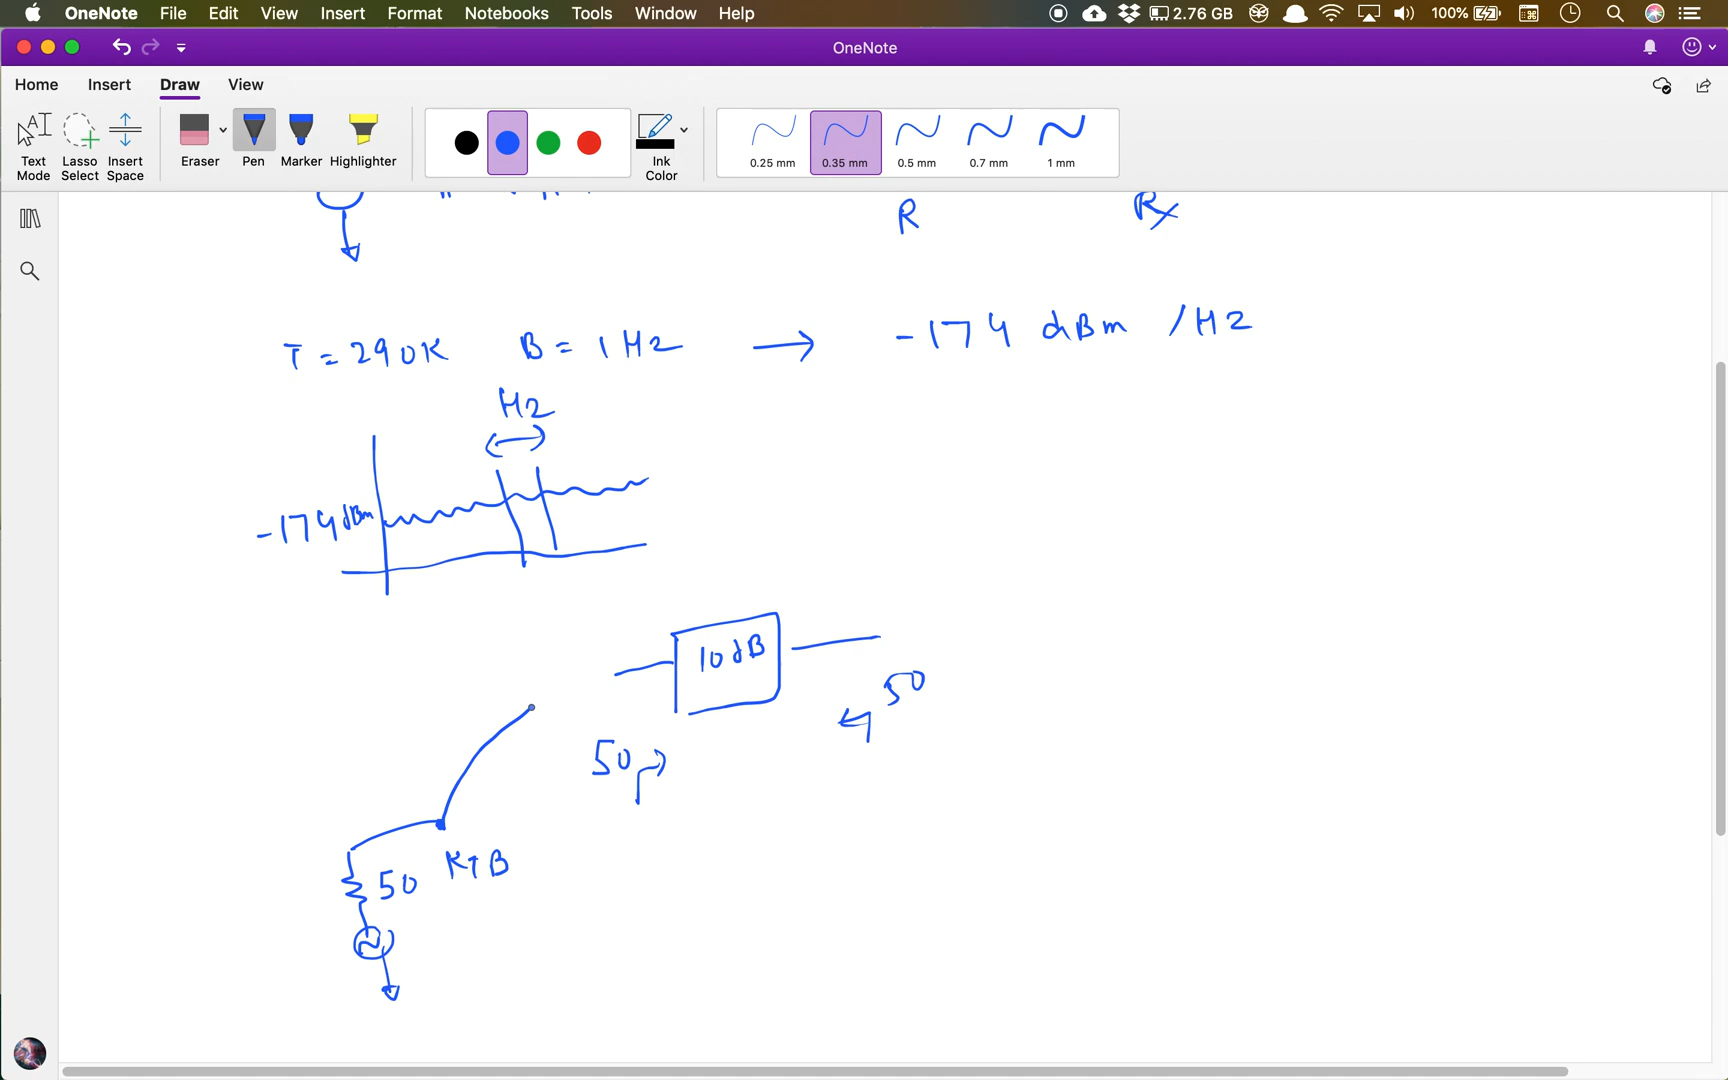 OneNote File Edit View Insert Format Notebooks Tools Window Help 2.76 GB 100%
OneNote
Home Insert Draw View
Text Mode
Lasso Select
Insert Space
Eraser
Pen
Marker
Highlighter
Ink Color
0.25 mm
0.35 mm
0.5 mm
0.7 mm
1 mm
R
Rx
T = 290K B = 1 HZ → -174 dBm /HZ
HZ
-174 dBm
10 dB
50
50
KTB
50